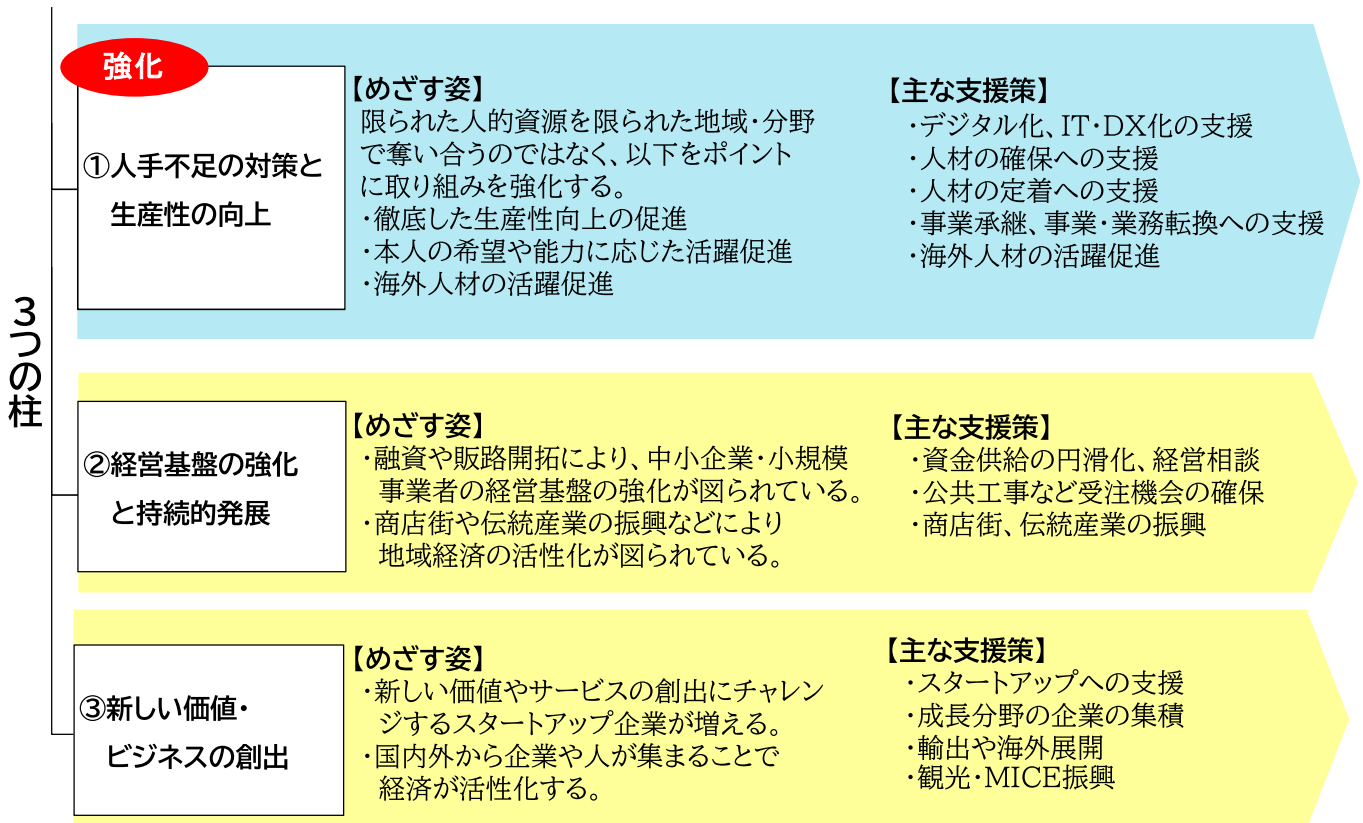 3つの柱
強化
①人手不足の対策と
生産性の向上
【めざす姿】
限られた人的資源を限られた地域・分野
で奪い合うのではなく、以下をポイント
に取り組みを強化する。
・徹底した生産性向上の促進
・本人の希望や能力に応じた活躍促進
・海外人材の活躍促進
【主な支援策】
・デジタル化、IT・DX化の支援
・人材の確保への支援
・人材の定着への支援
・事業承継、事業・業務転換への支援
・海外人材の活躍促進
②経営基盤の強化
と持続的発展
【めざす姿】
・融資や販路開拓により、中小企業・小規模
事業者の経営基盤の強化が図られている。
・商店街や伝統産業の振興などにより
地域経済の活性化が図られている。
【主な支援策】
・資金供給の円滑化、経営相談
・公共工事など受注機会の確保
・商店街、伝統産業の振興
③新しい価値・
ビジネスの創出
【めざす姿】
・新しい価値やサービスの創出にチャレン
ジするスタートアップ企業が増える。
・国内外から企業や人が集まることで
経済が活性化する。
【主な支援策】
・スタートアップへの支援
・成長分野の企業の集積
・輸出や海外展開
・観光・MICE振興